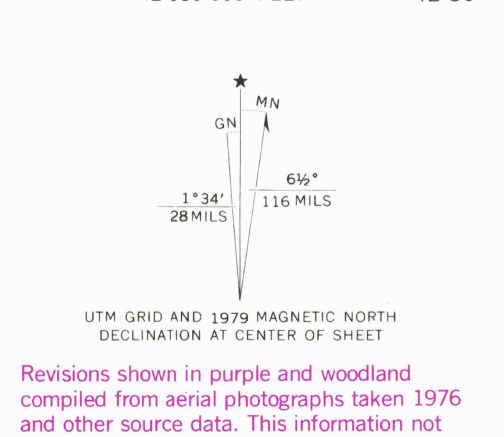 MN
GN
6½°
1°34′
116 MILS
28 MILS
UTM GRID AND 1979 MAGNETIC NORTH
DECLINATION AT CENTER OF SHEET
Revisions shown in purple and woodland
compiled from aerial photographs taken 1976
and other source data. This information not